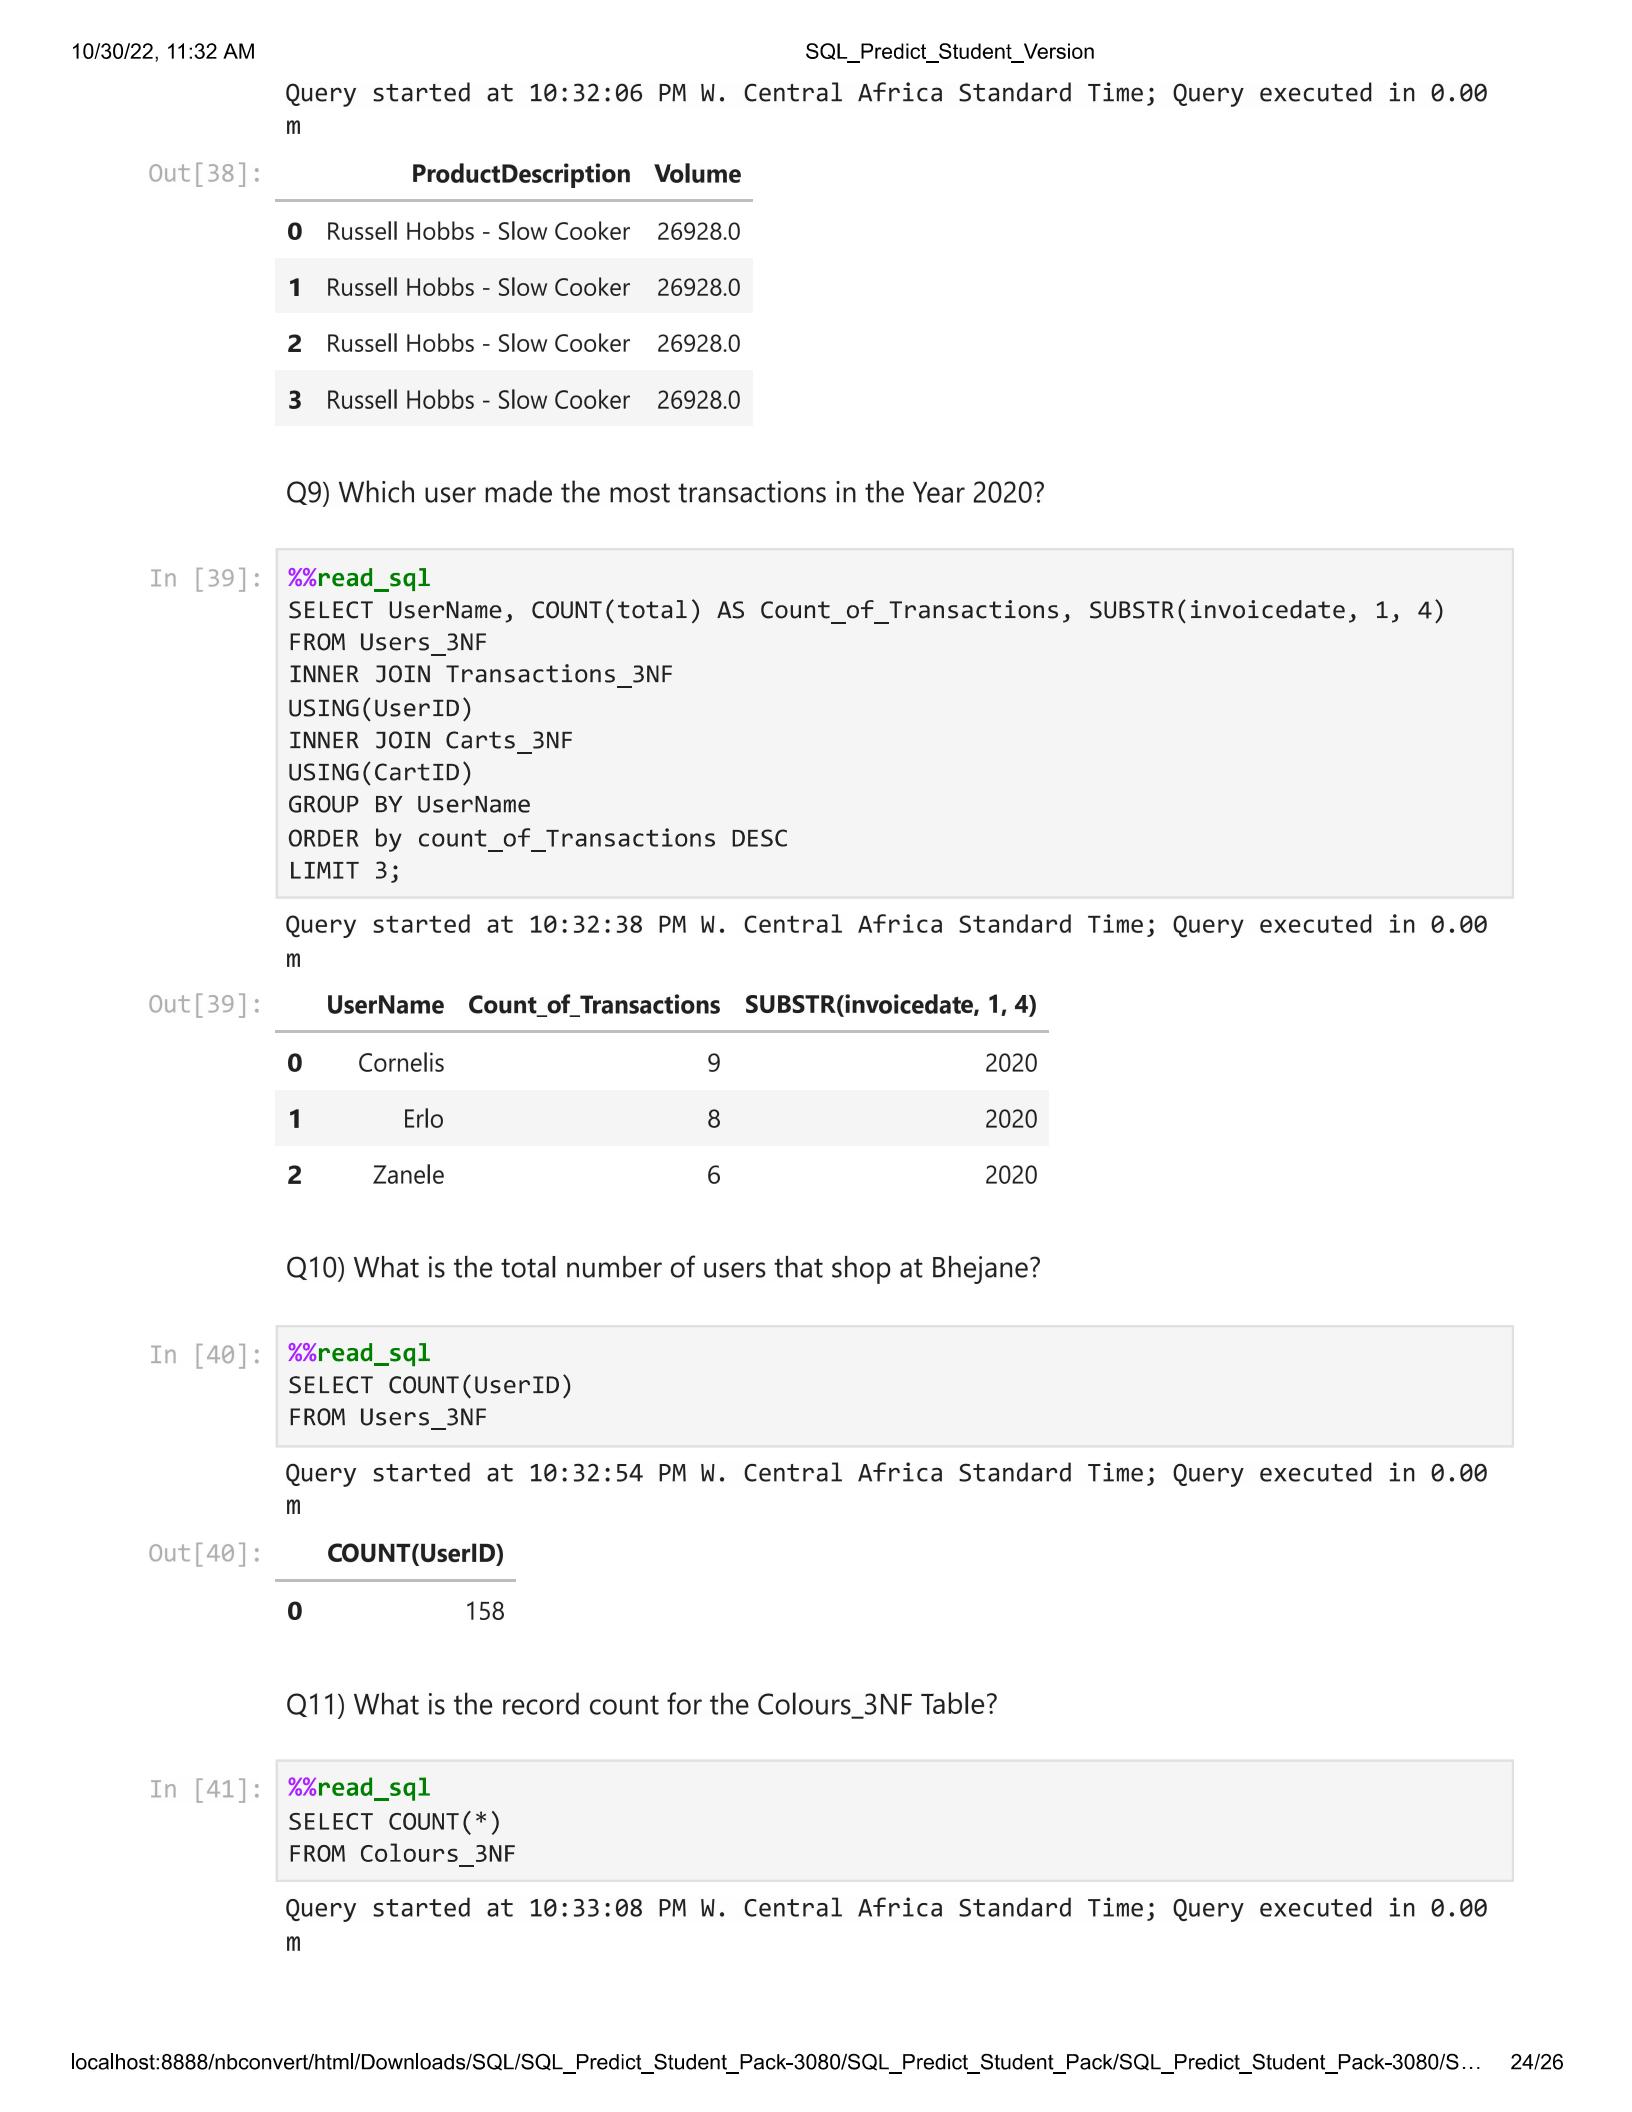 10/30/22, 11:32 AM SQL_Predict_Student_Version
Query started at 10:32:06 PM W. Central Africa Standard Time; Query executed in 0.00
m
Out[38]: ProductDescription Volume
0 Russell Hobbs - Slow Cooker 26928.0
1 Russell Hobbs - Slow Cooker 26928.0
2 Russell Hobbs - Slow Cooker 26928.0
3 Russell Hobbs - Slow Cooker 26928.0
Q9) Which user made the most transactions in the Year 2020?
In [39]: %%read_sql
SELECT UserName, COUNT(total) AS Count_of_Transactions, SUBSTR(invoicedate, 1, 4)
FROM Users_3NF
INNER JOIN Transactions_3NF
USING(UserID)
INNER JOIN Carts_3NF
USING(CartID)
GROUP BY UserName
ORDER by count_of_Transactions DESC
LIMIT 3;
Query started at 10:32:38 PM W. Central Africa Standard Time; Query executed in 0.00
m
Out[39]: UserName Count_of_Transactions SUBSTR(invoicedate, 1, 4)
0 Cornelis 9 2020
1 Erlo 8 2020
2 Zanele 6 2020
Q10) What is the total number of users that shop at Bhejane?
In [40]: %%read_sql
SELECT COUNT(UserID)
FROM Users_3NF
Query started at 10:32:54 PM W. Central Africa Standard Time; Query executed in 0.00
m
Out[40]: COUNT(UserID)
0 158
Q11) What is the record count for the Colours_3NF Table?
In [41]: %%read_sql
SELECT COUNT(*)
FROM Colours_3NF
Query started at 10:33:08 PM W. Central Africa Standard Time; Query executed in 0.00
m
localhost:8888/nbconvert/html/Downloads/SQL/SQL_Predict_Student_Pack-3080/SQL_Predict_Student_Pack/SQL_Predict_Student_Pack-3080/S… 24/26